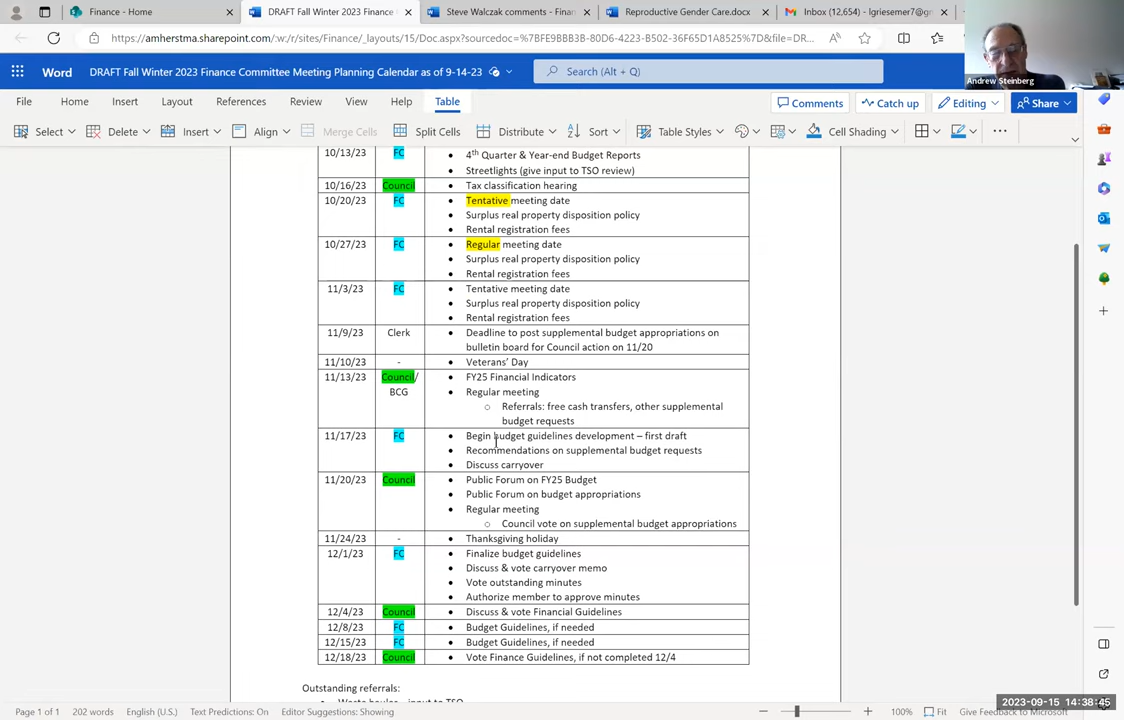 Finance - Home
DRAFT Fall Winter 2023 Finance
Steve Walczak comments - Finan
Reproductive Gender Care.docx
Inbox (12,654) - lgriesemer7@gm
https://amherstma.sharepoint.com/:w:/r/sites/Finance/_layouts/15/Doc.aspx?sourcedoc=%7BFE9BBB3B-80D6-4223-B502-36F65D1A8525%7D&file=DR...
Andrew Steinberg
Word
DRAFT Fall Winter 2023 Finance Committee Meeting Planning Calendar as of 9-14-23
Search (Alt + Q)
File Home Insert Layout References Review View Help Table
Comments Catch up Editing Share
Select Delete Insert Align Merge Cells Split Cells Distribute Sort Table Styles Cell Shading
10/13/23 FC • 4th Quarter & Year-end Budget Reports
• Streetlights (give input to TSO review)
10/16/23 Council • Tax classification hearing
10/20/23 FC • Tentative meeting date
• Surplus real property disposition policy
• Rental registration fees
10/27/23 FC • Regular meeting date
• Surplus real property disposition policy
• Rental registration fees
11/3/23 FC • Tentative meeting date
• Surplus real property disposition policy
• Rental registration fees
11/9/23 Clerk • Deadline to post supplemental budget appropriations on
bulletin board for Council action on 11/20
11/10/23 - • Veterans' Day
11/13/23 Council/ • FY25 Financial Indicators
BCG • Regular meeting
o Referrals: free cash transfers, other supplemental
budget requests
11/17/23 FC • Begin budget guidelines development – first draft
• Recommendations on supplemental budget requests
• Discuss carryover
11/20/23 Council • Public Forum on FY25 Budget
• Public Forum on budget appropriations
• Regular meeting
o Council vote on supplemental budget appropriations
11/24/23 - • Thanksgiving holiday
12/1/23 FC • Finalize budget guidelines
• Discuss & vote carryover memo
• Vote outstanding minutes
• Authorize member to approve minutes
12/4/23 Council • Discuss & vote Financial Guidelines
12/8/23 FC • Budget Guidelines, if needed
12/15/23 FC • Budget Guidelines, if needed
12/18/23 Council • Vote Finance Guidelines, if not completed 12/4
Outstanding referrals:
• Waste hauler – input to TSO
Page 1 of 1 202 words English (U.S.) Text Predictions: On Editor Suggestions: Showing
100% Fit Give Feedback to Microsoft
2023-09-15 14:38:45